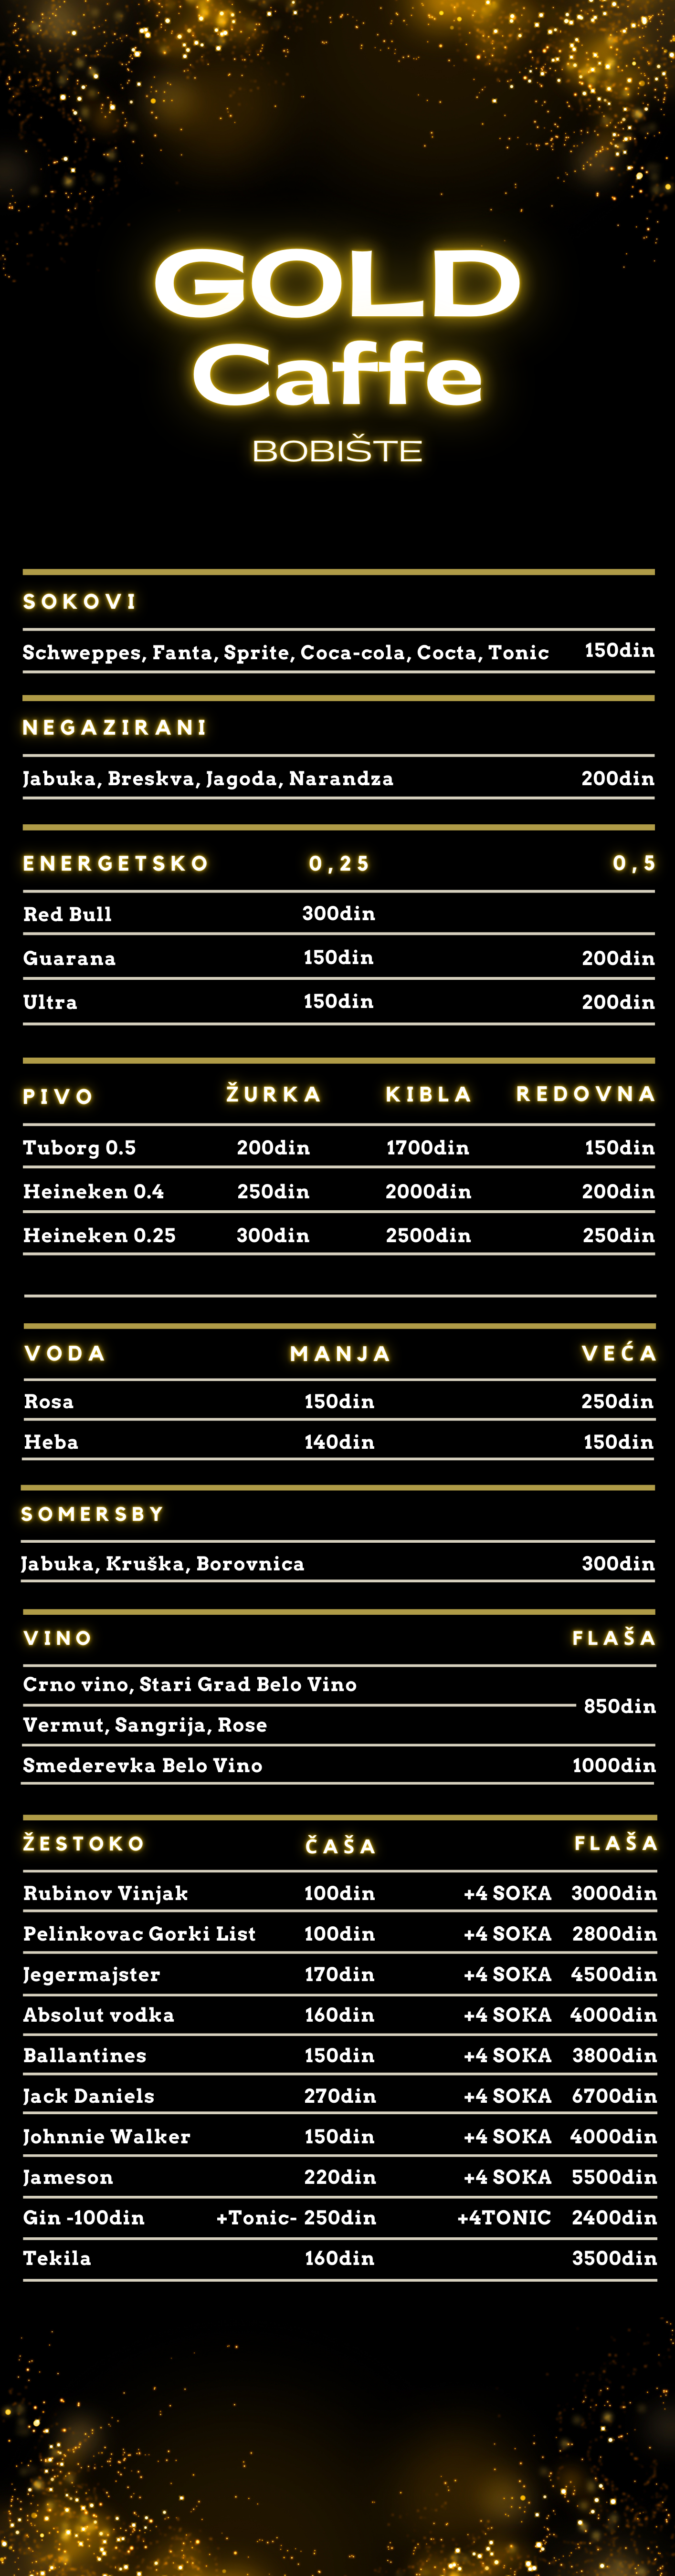 GOLD
Caffe
BOBIŠTE
SOKOVI
Schweppes, Fanta, Sprite, Coca-cola, Cocta, Tonic 150din
NEGAZIRANI
Jabuka, Breskva, Jagoda, Narandza 200din
ENERGETSKO 0,25 0,5
Red Bull 300din
Guarana 150din 200din
Ultra 150din 200din
PIVO ŽURKA KIBLA REDOVNA
Tuborg 0.5 200din 1700din 150din
Heineken 0.4 250din 2000din 200din
Heineken 0.25 300din 2500din 250din
VODA MANJA VEĆA
Rosa 150din 250din
Heba 140din 150din
SOMERSBY
Jabuka, Kruška, Borovnica 300din
VINO FLAŠA
Crno vino, Stari Grad Belo Vino
850din
Vermut, Sangrija, Rose
Smederevka Belo Vino 1000din
ŽESTOKO ČAŠA FLAŠA
Rubinov Vinjak 100din +4 SOKA 3000din
Pelinkovac Gorki List 100din +4 SOKA 2800din
Jegermajster 170din +4 SOKA 4500din
Absolut vodka 160din +4 SOKA 4000din
Ballantines 150din +4 SOKA 3800din
Jack Daniels 270din +4 SOKA 6700din
Johnnie Walker 150din +4 SOKA 4000din
Jameson 220din +4 SOKA 5500din
Gin -100din +Tonic- 250din +4TONIC 2400din
Tekila 160din 3500din